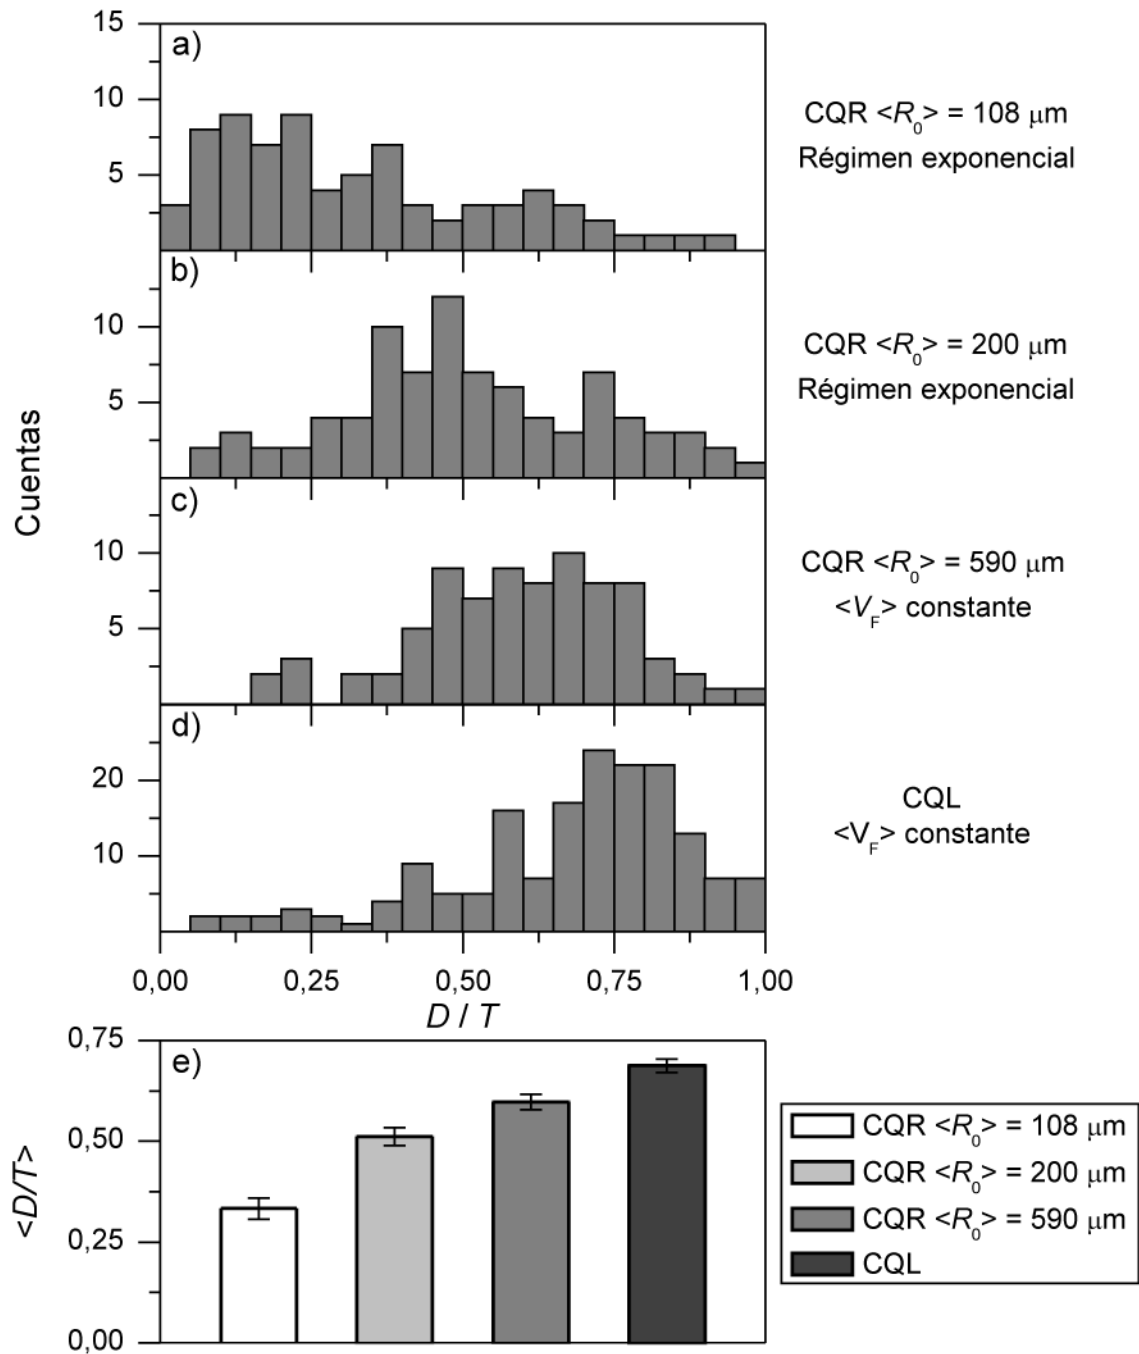 Cuentas
15
10
5
a)
CQR <R0> = 108 μm
Régimen exponencial
10
5
b)
CQR <R0> = 200 μm
Régimen exponencial
10
5
c)
CQR <R0> = 590 μm
<VF> constante
20
10
d)
CQL
<VF> constante
0,00 0,25 0,50 0,75 1,00
D / T
<D/T>
0,75
0,50
0,25
0,00
e)
CQR <R0> = 108 μm
CQR <R0> = 200 μm
CQR <R0> = 590 μm
CQL